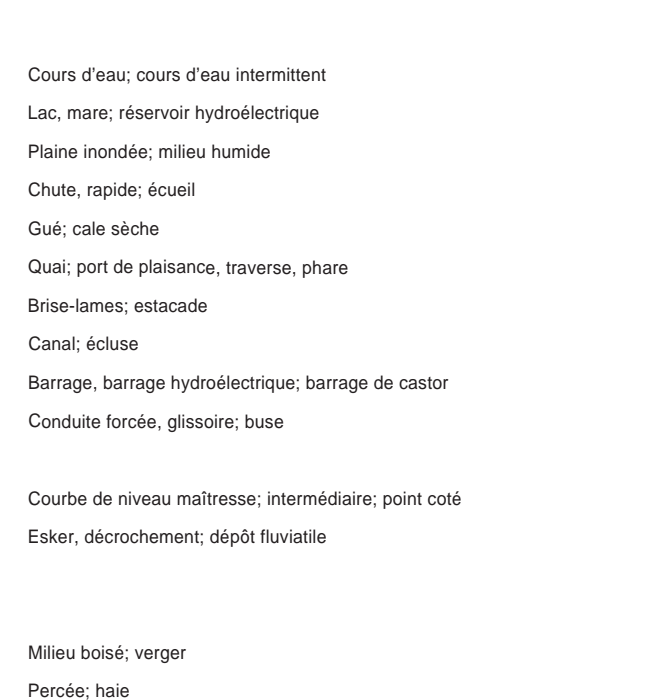 Cours d'eau; cours d'eau intermittent
Lac, mare; réservoir hydroélectrique
Plaine inondée; milieu humide
Chute, rapide; écueil
Gué; cale sèche
Quai; port de plaisance, traverse, phare
Brise-lames; estacade
Canal; écluse
Barrage, barrage hydroélectrique; barrage de castor
Conduite forcée, glissoire; buse
Courbe de niveau maîtresse; intermédiaire; point coté
Esker, décrochement; dépôt fluviatile
Milieu boisé; verger
Percée; haie